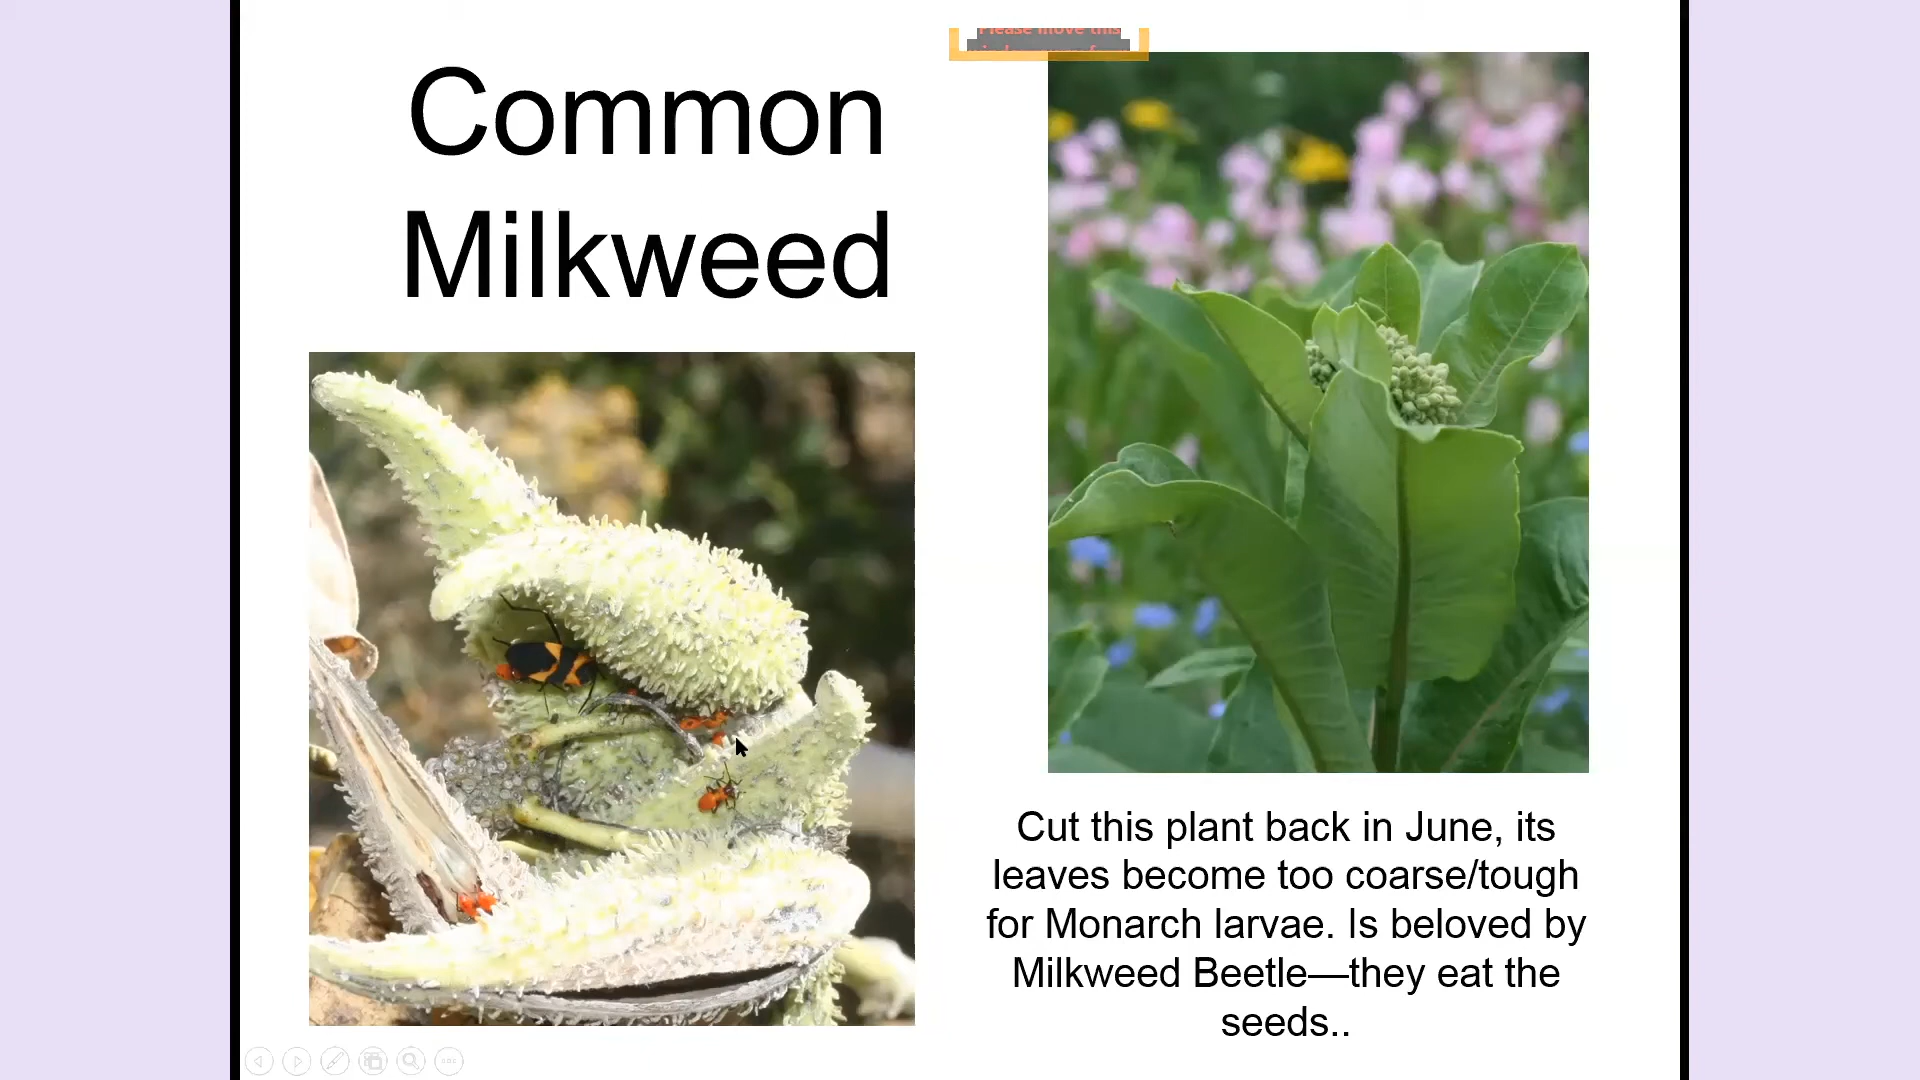 Please move this
Common
Milkweed
Cut this plant back in June, its
leaves become too coarse/tough
for Monarch larvae. Is beloved by
Milkweed Beetle—they eat the
seeds..